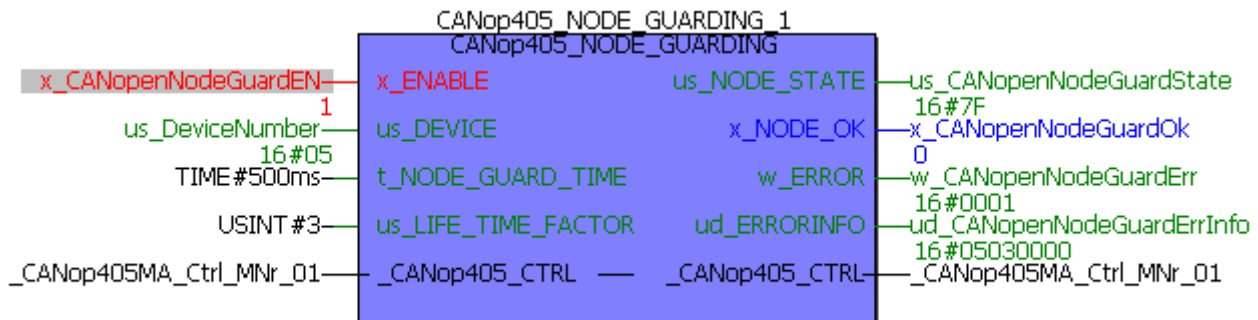 CANop405_NODE_GUARDING_1
CANop405_NODE_GUARDING
x_CANopenNodeGuardEN x_ENABLE us_NODE_STATE us_CANopenNodeGuardState
1 16#7F
us_DeviceNumber us_DEVICE x_NODE_OK x_CANopenNodeGuardOk
16#05 0
TIME#500ms t_NODE_GUARD_TIME w_ERROR w_CANopenNodeGuardErr
16#0001
USINT#3 us_LIFE_TIME_FACTOR ud_ERRORINFO ud_CANopenNodeGuardErrInfo
16#05030000
_CANop405MA_Ctrl_MNr_01 _CANop405_CTRL _CANop405_CTRL _CANop405MA_Ctrl_MNr_01